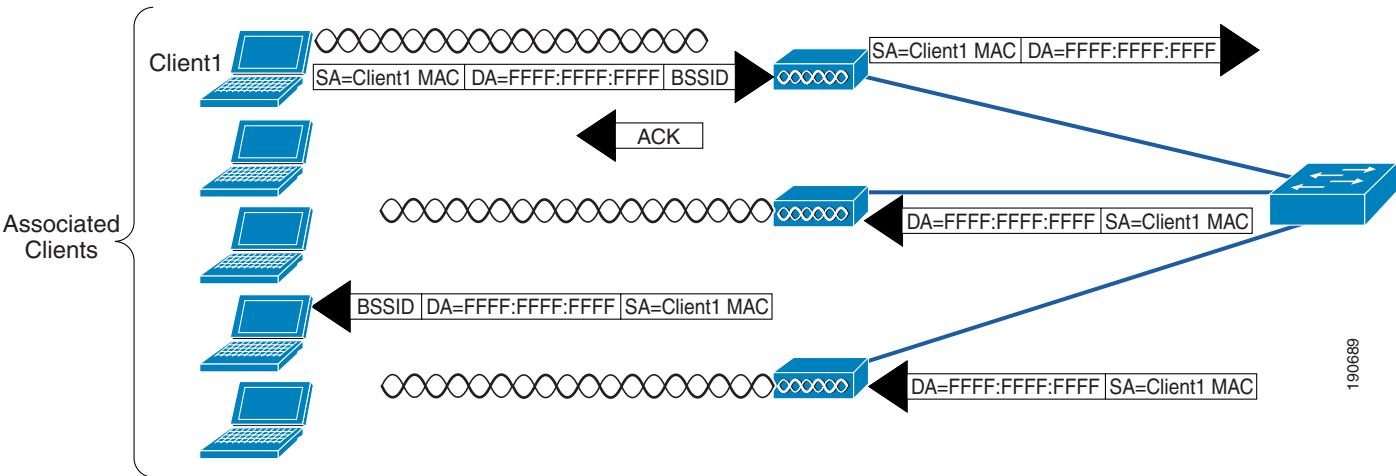 Client1
SA=Client1 MAC DA=FFFF:FFFF:FFFF BSSID
SA=Client1 MAC DA=FFFF:FFFF:FFFF
ACK
DA=FFFF:FFFF:FFFF SA=Client1 MAC
Associated
Clients
BSSID DA=FFFF:FFFF:FFFF SA=Client1 MAC
DA=FFFF:FFFF:FFFF SA=Client1 MAC
190689